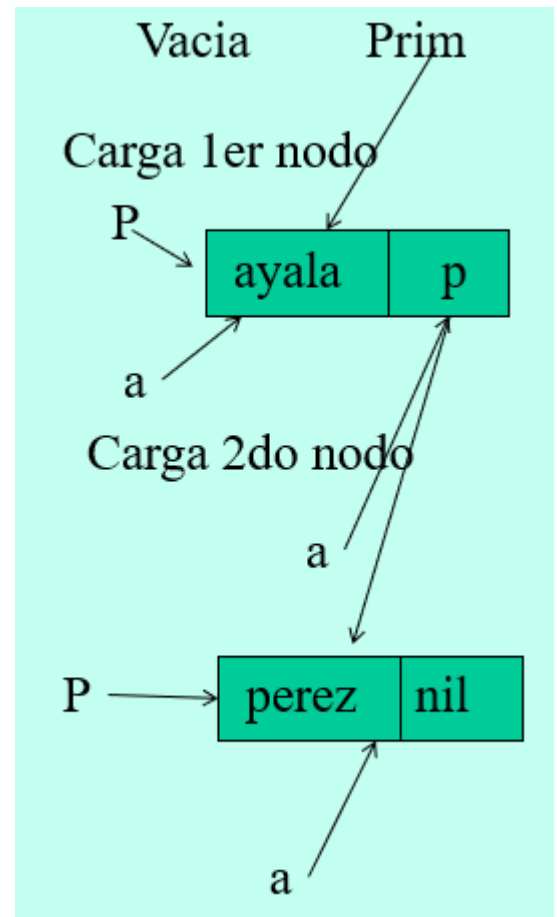 Vacia Prim
Carga 1er nodo
P
ayala p
a
Carga 2do nodo
a
P perez nil
a